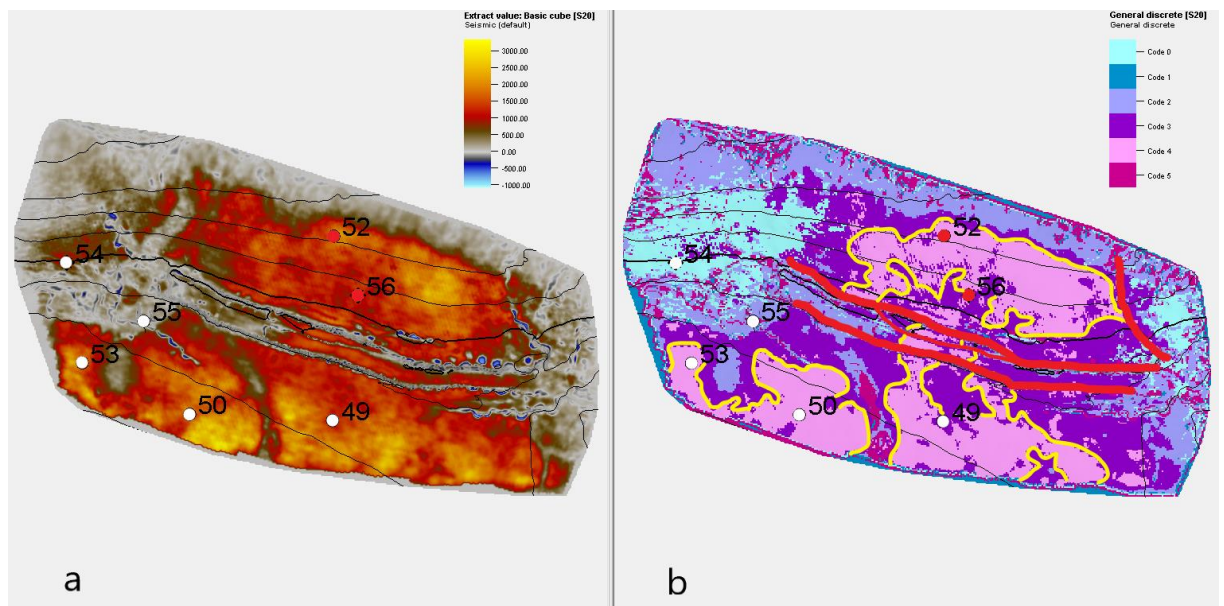 Extract value: Basic cube [S20]
Seismic (default)
3000.00
2500.00
2000.00
1500.00
1000.00
500.00
0.00
-500.00
-1000.00
52
54
56
55
53
50
49
a
General discrete [S20]
General discrete
Code 0
Code 1
Code 2
Code 3
Code 4
Code 5
52
54
56
55
53
50
49
b